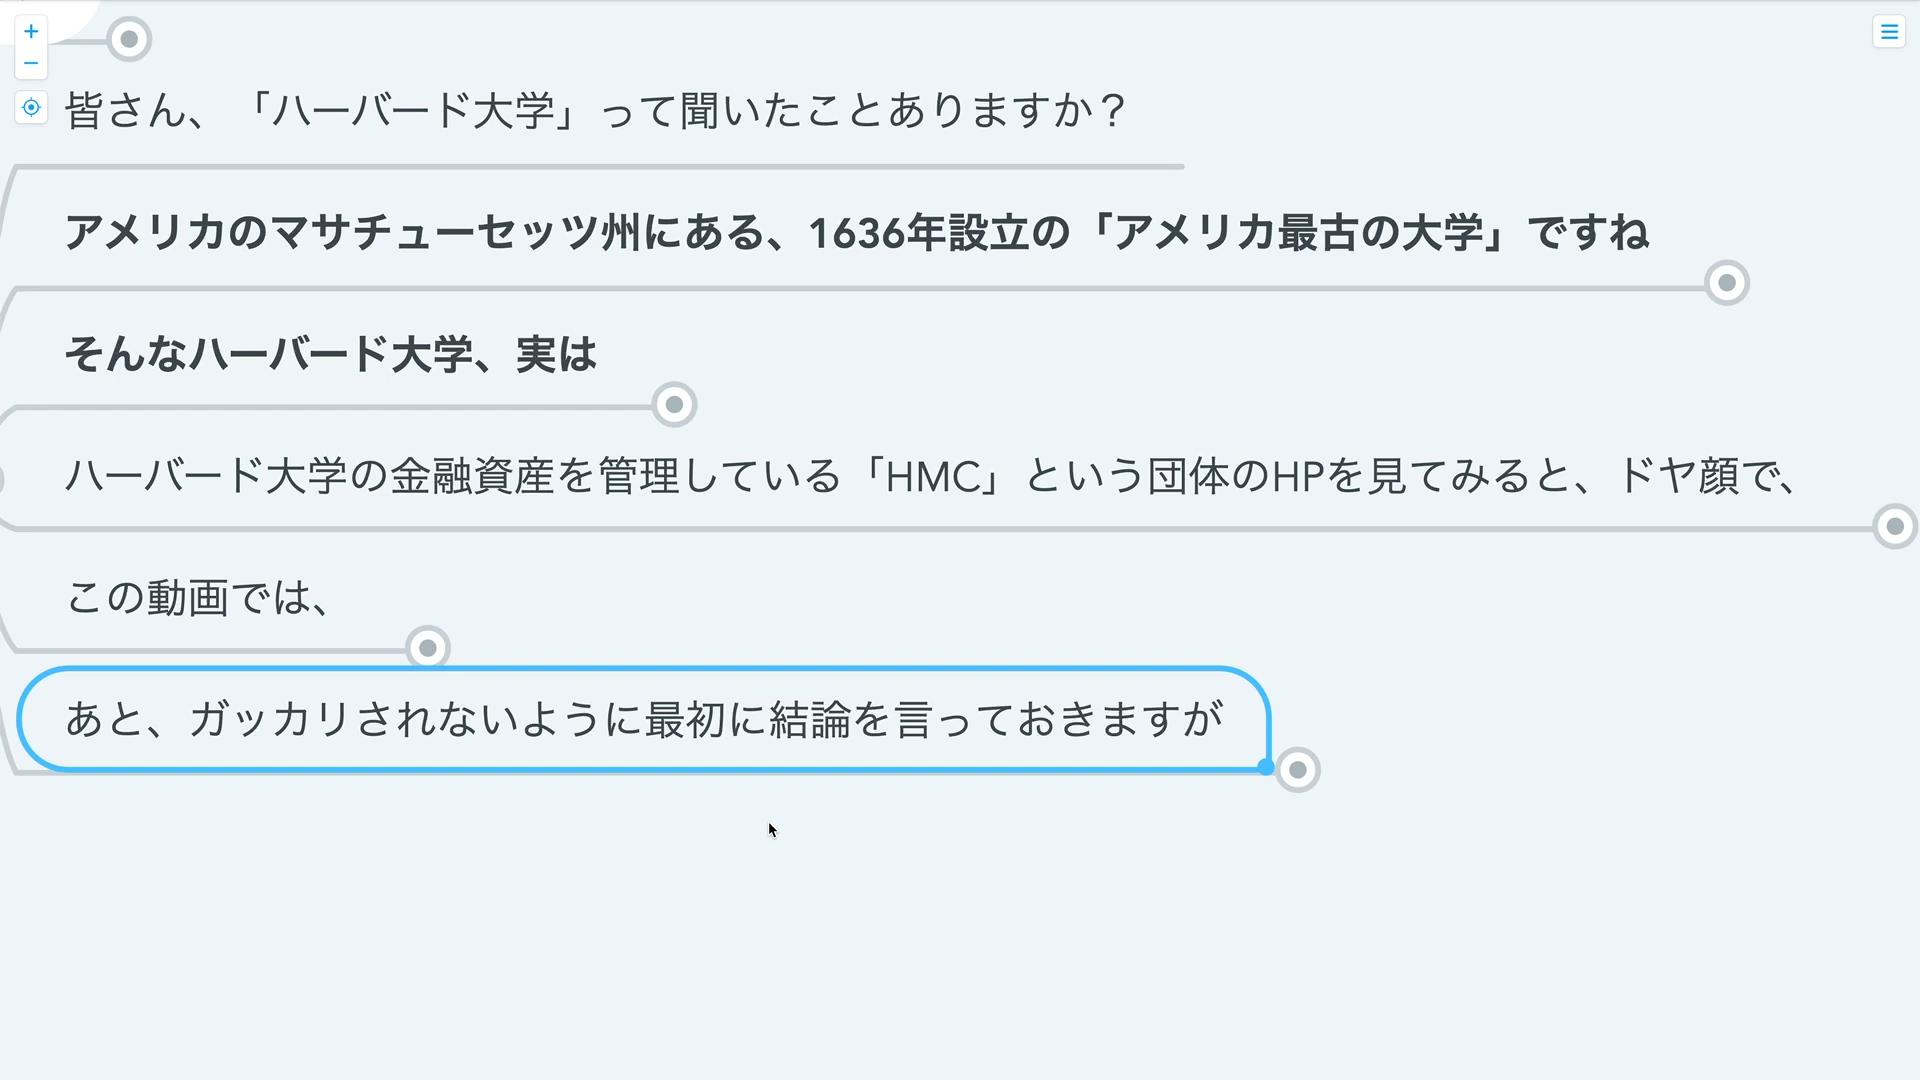 皆さん、「ハーバード大学」って聞いたことありますか？
アメリカのマサチューセッツ州にある、1636年設立の「アメリカ最古の大学」ですね
そんなハーバード大学、実は
ハーバード大学の金融資産を管理している「HMC」という団体のHPを見てみると、ドヤ顔で、
この動画では、
あと、ガッカリされないように最初に結論を言っておきますが